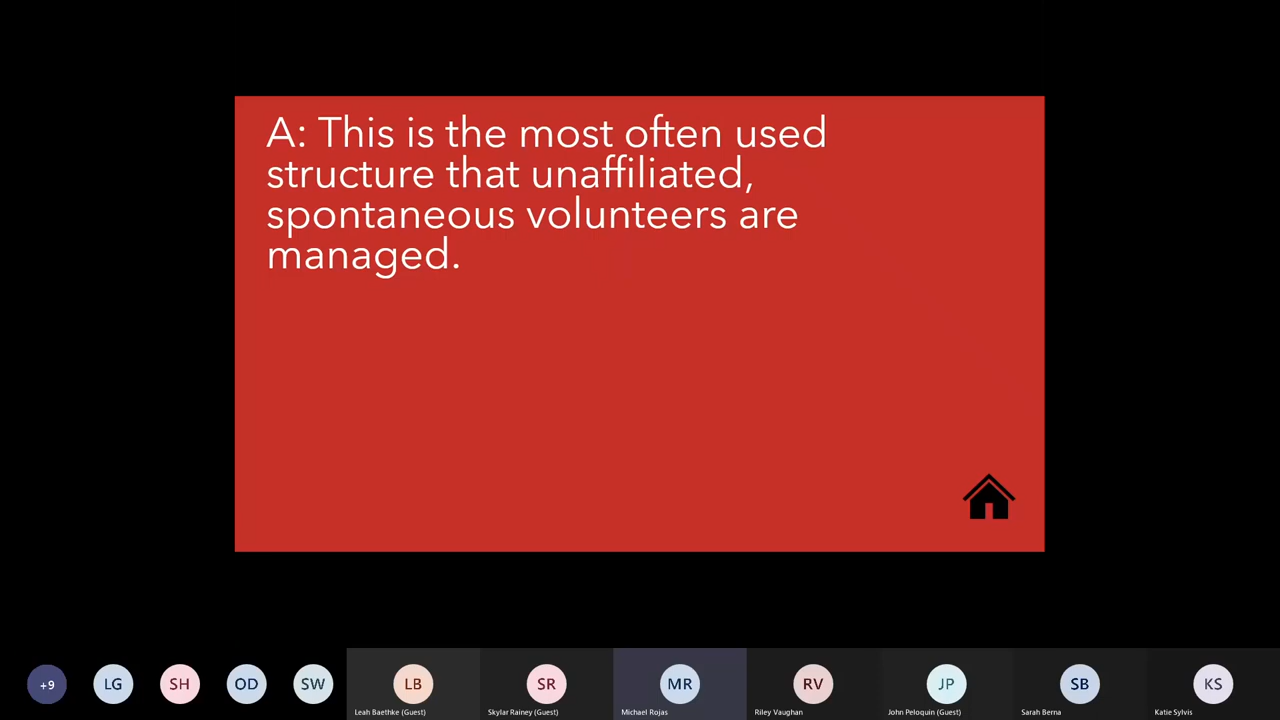 A: This is the most often used
structure that unaffiliated,
spontaneous volunteers are
managed.
+9
LG
SH
OD
SW
LB
SR
MR
RV
JP
SB
KS
Leah Baethke (Guest)
Skylar Rainey (Guest)
Michael Rojas
Riley Vaughan
John Peloquin (Guest)
Sarah Berna
Katie Sylvis